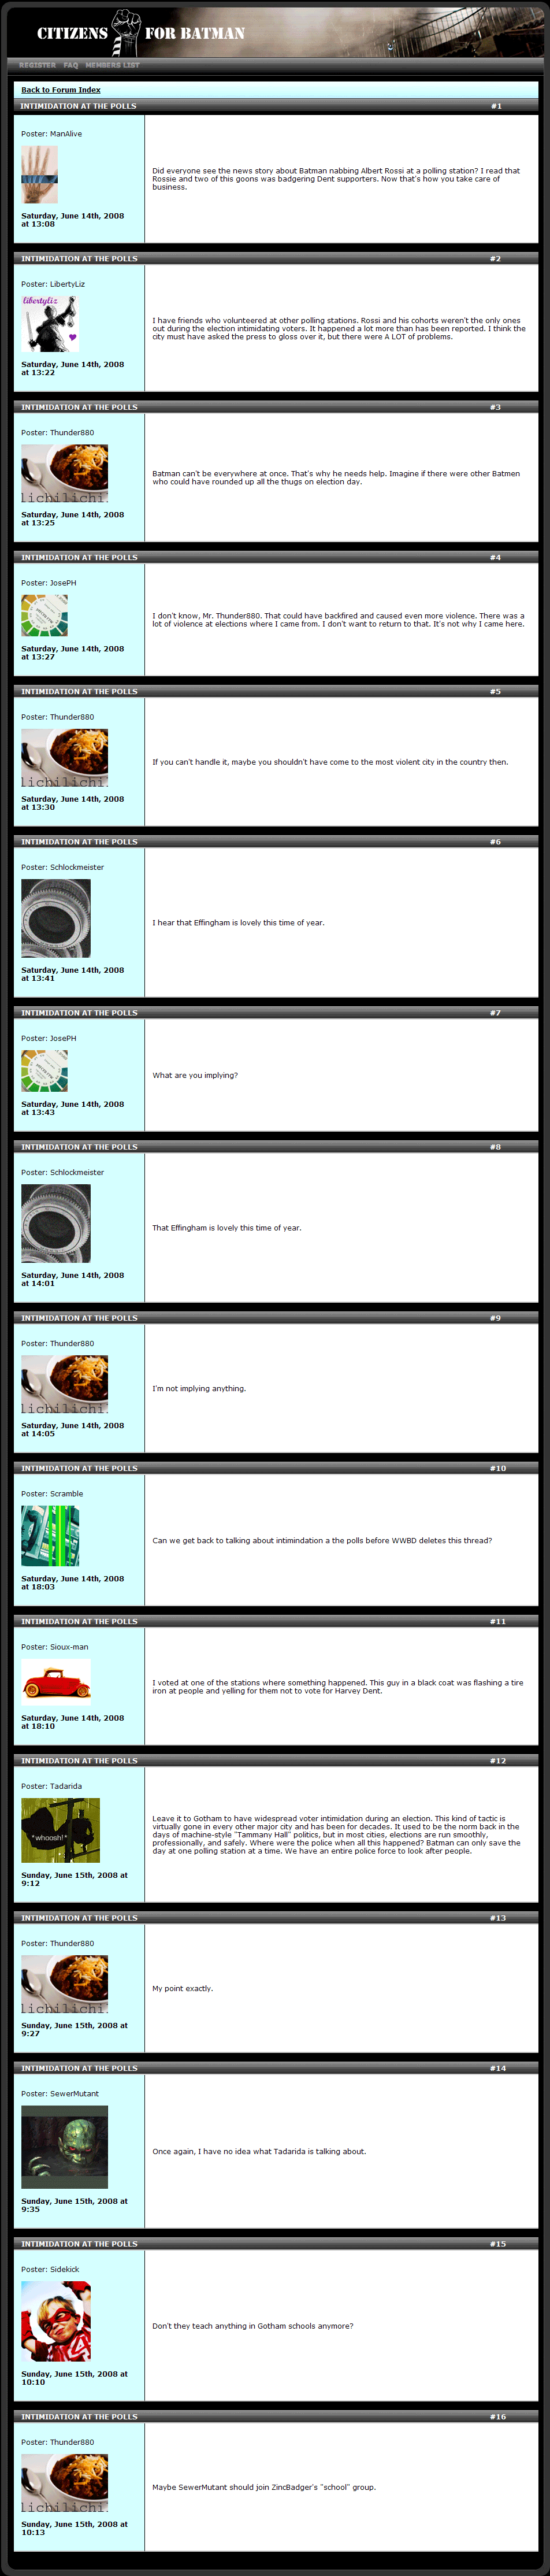 CITIZENS FOR BATMAN
REGISTER FAQ MEMBERS LIST
Back to Forum Index
INTIMIDATION AT THE POLLS #1
Poster: ManAlive
Saturday, June 14th, 2008
at 13:08
Did everyone see the news story about Batman nabbing Albert Rossi at a polling station? I read that
Rossie and two of this goons was badgering Dent supporters. Now that's how you take care of
business.
INTIMIDATION AT THE POLLS #2
Poster: LibertyLiz
libertyliz
Saturday, June 14th, 2008
at 13:22
I have friends who volunteered at other polling stations. Rossi and his cohorts weren't the only ones
out during the election intimidating voters. It happened a lot more than has been reported. I think the
city must have asked the press to gloss over it, but there were A LOT of problems.
INTIMIDATION AT THE POLLS #3
Poster: Thunder880
lichilichi.
Saturday, June 14th, 2008
at 13:25
Batman can't be everywhere at once. That's why he needs help. Imagine if there were other Batmen
who could have rounded up all the thugs on election day.
INTIMIDATION AT THE POLLS #4
Poster: JosePH
Saturday, June 14th, 2008
at 13:27
I don't know, Mr. Thunder880. That could have backfired and caused even more violence. There was a
lot of violence at elections where I came from. I don't want to return to that. It's not why I came here.
INTIMIDATION AT THE POLLS #5
Poster: Thunder880
lichilichi.
Saturday, June 14th, 2008
at 13:30
If you can't handle it, maybe you shouldn't have come to the most violent city in the country then.
INTIMIDATION AT THE POLLS #6
Poster: Schlockmeister
Saturday, June 14th, 2008
at 13:41
I hear that Effingham is lovely this time of year.
INTIMIDATION AT THE POLLS #7
Poster: JosePH
Saturday, June 14th, 2008
at 13:43
What are you implying?
INTIMIDATION AT THE POLLS #8
Poster: Schlockmeister
Saturday, June 14th, 2008
at 14:01
That Effingham is lovely this time of year.
INTIMIDATION AT THE POLLS #9
Poster: Thunder880
lichilichi.
Saturday, June 14th, 2008
at 14:05
I'm not implying anything.
INTIMIDATION AT THE POLLS #10
Poster: Scramble
Saturday, June 14th, 2008
at 18:03
Can we get back to talking about intimindation a the polls before WWBD deletes this thread?
INTIMIDATION AT THE POLLS #11
Poster: Sioux-man
Saturday, June 14th, 2008
at 18:10
I voted at one of the stations where something happened. This guy in a black coat was flashing a tire
iron at people and yelling for them not to vote for Harvey Dent.
INTIMIDATION AT THE POLLS #12
Poster: Tadarida
*whoosh!*
Sunday, June 15th, 2008 at
9:12
Leave it to Gotham to have widespread voter intimidation during an election. This kind of tactic is
virtually gone in every other major city and has been for decades. It used to be the norm back in the
days of machine-style "Tammany Hall" politics, but in most cities, elections are run smoothly,
professionally, and safely. Where were the police when all this happened? Batman can only save the
day at one polling station at a time. We have an entire police force to look after people.
INTIMIDATION AT THE POLLS #13
Poster: Thunder880
lichilichi.
Sunday, June 15th, 2008 at
9:27
My point exactly.
INTIMIDATION AT THE POLLS #14
Poster: SewerMutant
Sunday, June 15th, 2008 at
9:35
Once again, I have no idea what Tadarida is talking about.
INTIMIDATION AT THE POLLS #15
Poster: Sidekick
Sunday, June 15th, 2008 at
10:10
Don't they teach anything in Gotham schools anymore?
INTIMIDATION AT THE POLLS #16
Poster: Thunder880
lichilichi.
Sunday, June 15th, 2008 at
10:13
Maybe SewerMutant should join ZincBadger's "school" group.